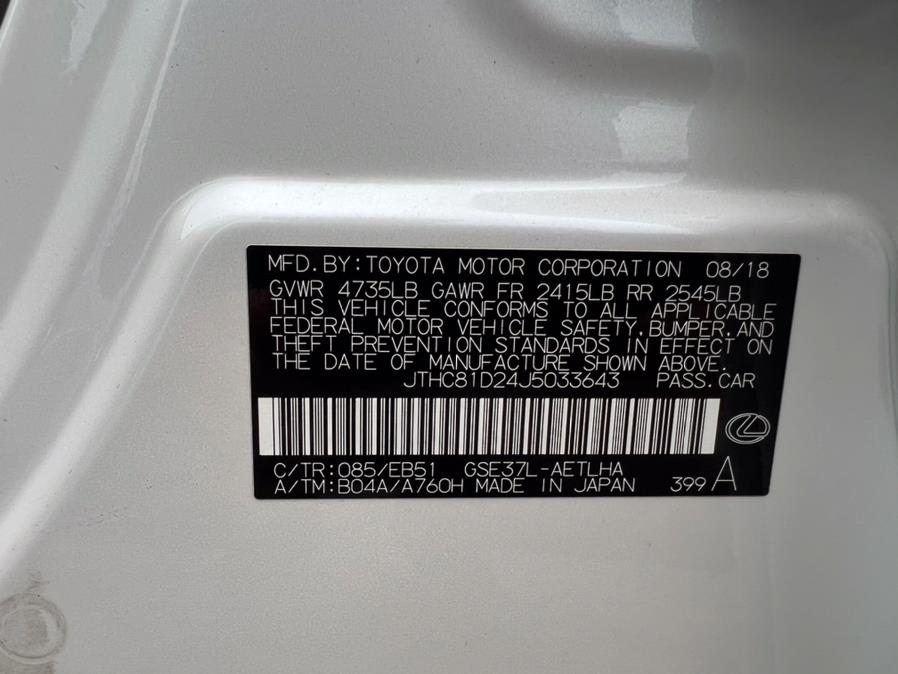 MFD.BY:TOYOTA MOTOR CORPORATION 08/18
GVWR 4735LB GAWR FR 2415LB RR 2545LB
THIS VEHICLE CONFORMS TO ALL APPLICABLE
FEDERAL MOTOR VEHICLE SAFETY,BUMPER,AND
THEFT PREVENTION STANDARDS IN EFFECT ON
THE DATE OF MANUFACTURE SHOWN ABOVE.
JTHC81D24J5033643 PASS.CAR
C/TR:085/EB51 GSE37L-AETLHA
A/TM:B04A/A760H MADE IN JAPAN 399 A